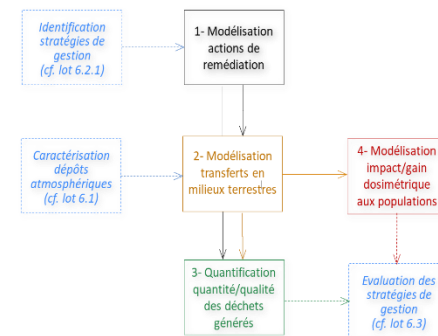 Identification
stratégies de
gestion
(cf. lot 6.2.1)
1- Modélisation
actions de
remédiation
Caractérisation
dépôts
atmosphériques
(cf. lot 6.1)
2- Modélisation
transferts en
milieux terrestres
4- Modélisation
impact/gain
dosimétrique
aux populations
3- Quantification
quantité/qualité
des déchets
générés
Evaluation des
stratégies de
gestion
(cf. lot 6.3)